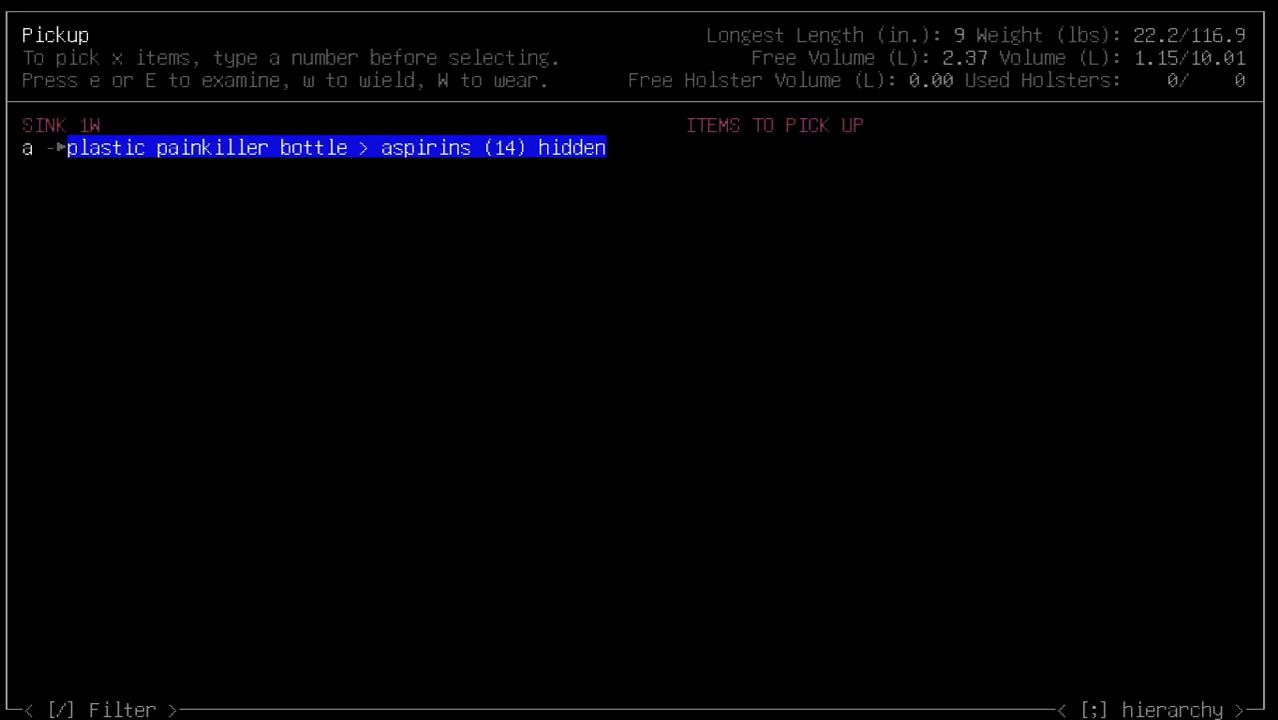 Pickup Longest Length (in.): 9 Weight (lbs): 22.2/116.9
To pick x items, type a number before selecting. Free Volume (L): 2.37 Volume (L): 1.15/10.01
Press e or E to examine, w to wield, W to wear. Free Holster Volume (L): 0.00 Used Holsters: 0/ 0
SINK 1W ITEMS TO PICK UP
a -►plastic painkiller bottle > aspirins (14) hidden
< [/] Filter > < [;] hierarchy >